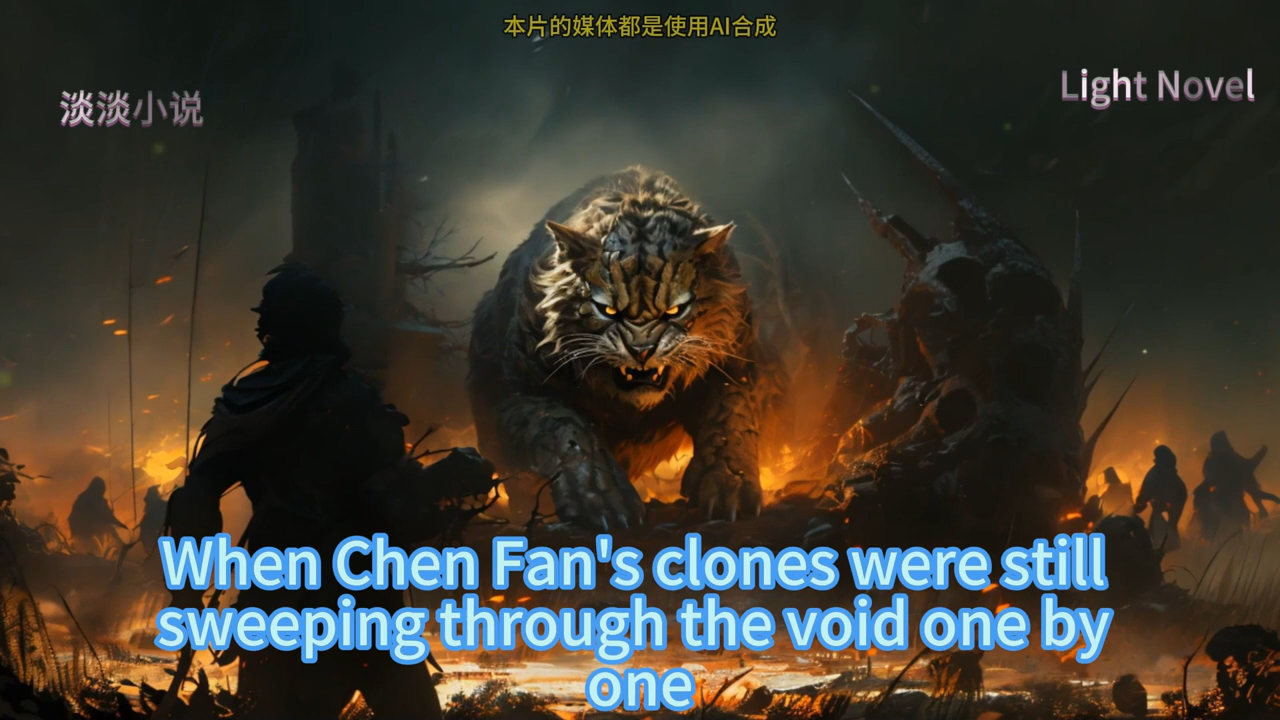 本片的媒体都是使用AI合成
淡淡小说
Light Novel
When Chen Fan's clones were still
sweeping through the void one by
one